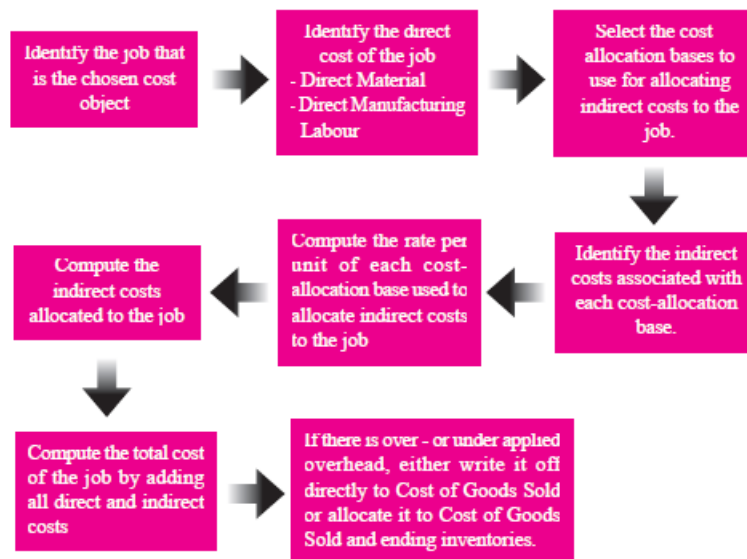 Identify the job that
is the chosen cost
object
Identify the direct
cost of the job
- Direct Material
- Direct Manufacturing
Labour
Select the cost
allocation bases to
use for allocating
indirect costs to the
job.
Identify the indirect
costs associated with
each cost-allocation
base.
Compute the rate per
unit of each cost-
allocation base used to
allocate indirect costs
to the job
Compute the
indirect costs
allocated to the job
Compute the total cost
of the job by adding
all direct and indirect
costs
If there is over - or under applied
overhead, either write it off
directly to Cost of Goods Sold
or allocate it to Cost of Goods
Sold and ending inventories.